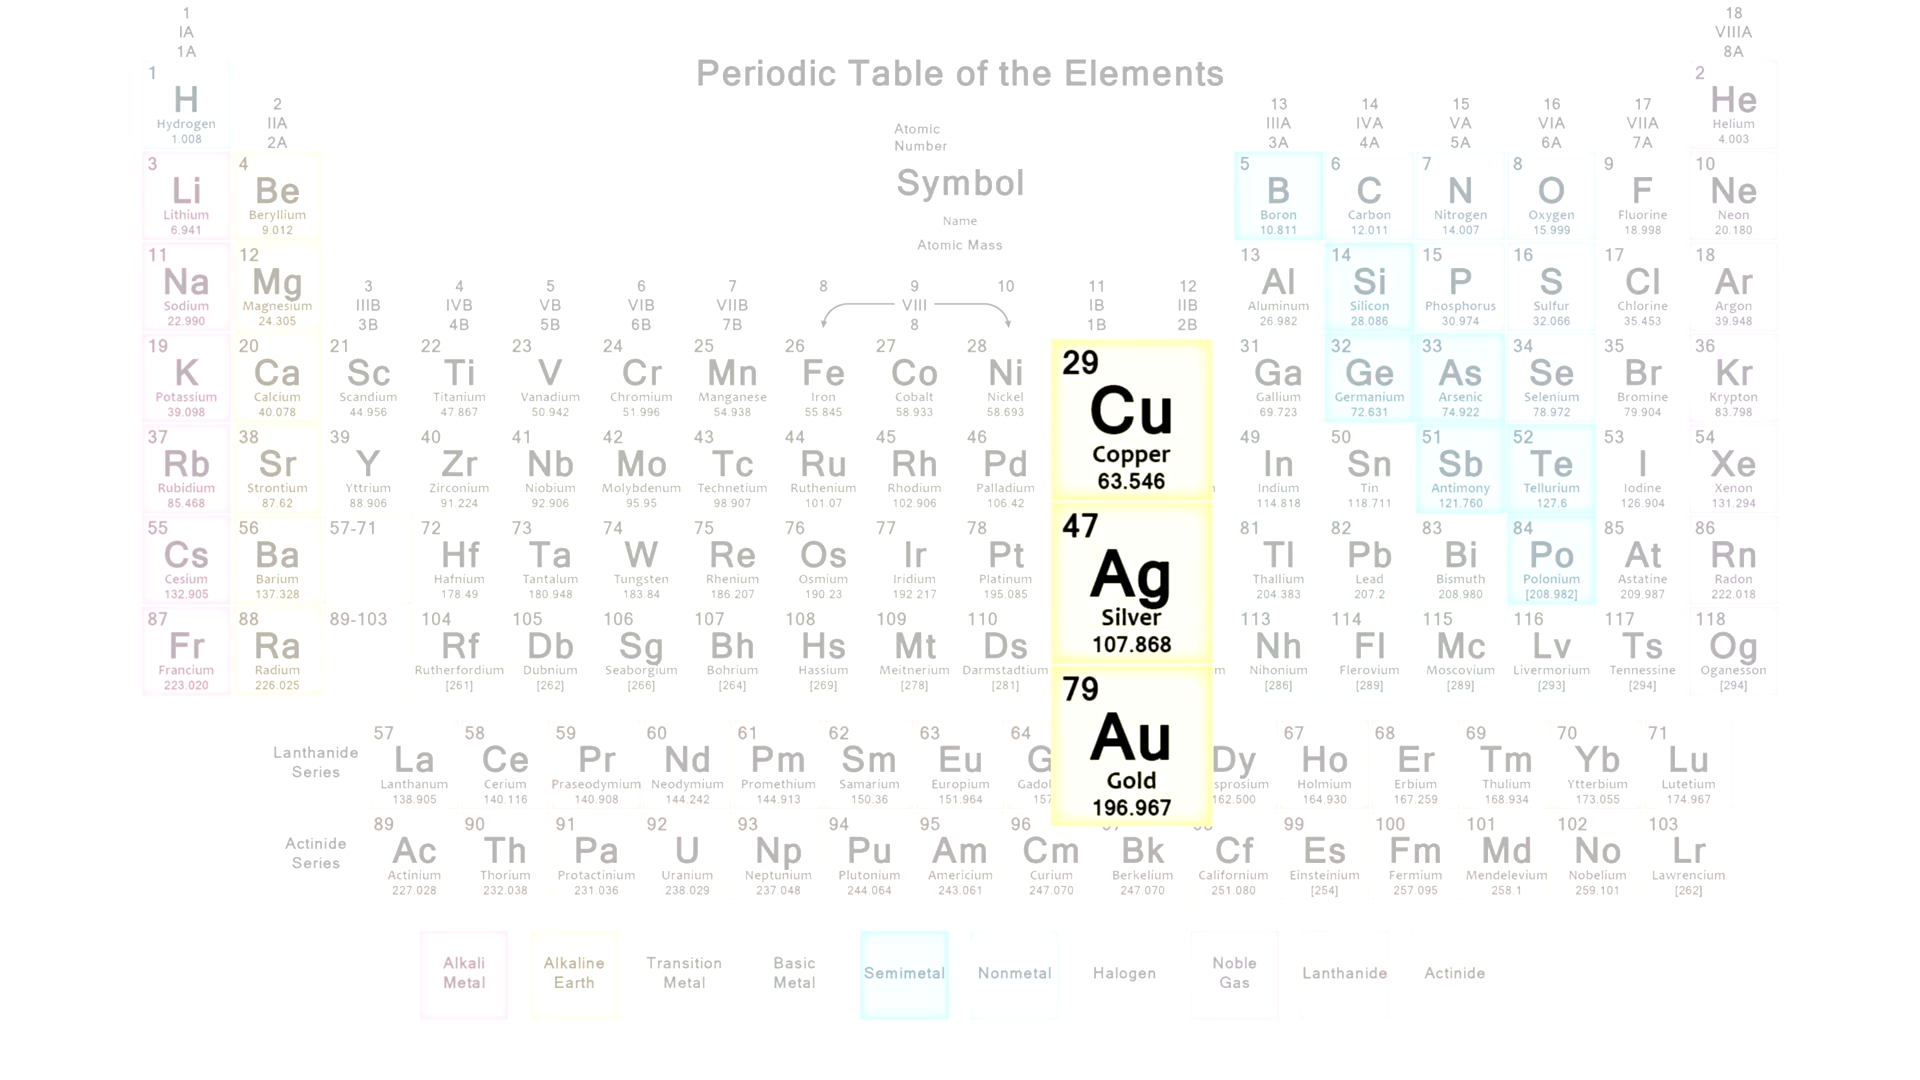 1
IA
1A
18
VIIIA
8A
Periodic Table of the Elements
1
H
Hydrogen
1.008
2
IIA
2A
13
IIIA
3A
14
IVA
4A
15
VA
5A
16
VIA
6A
17
VIIA
7A
2
He
Helium
4.003
Atomic
Number
Symbol
Name
Atomic Mass
3
Li
Lithium
6.941
4
Be
Beryllium
9.012
5
B
Boron
10.811
6
C
Carbon
12.011
7
N
Nitrogen
14.007
8
O
Oxygen
15.999
9
F
Fluorine
18.998
10
Ne
Neon
20.180
11
Na
Sodium
22.990
12
Mg
Magnesium
24.305
3
IIIB
3B
4
IVB
4B
5
VB
5B
6
VIB
6B
7
VIIB
7B
8
9
10
VIII
8
11
IB
1B
12
IIB
2B
13
Al
Aluminum
26.982
14
Si
Silicon
28.086
15
P
Phosphorus
30.974
16
S
Sulfur
32.066
17
Cl
Chlorine
35.453
18
Ar
Argon
39.948
19
K
Potassium
39.098
20
Ca
Calcium
40.078
21
Sc
Scandium
44.956
22
Ti
Titanium
47.867
23
V
Vanadium
50.942
24
Cr
Chromium
51.996
25
Mn
Manganese
54.938
26
Fe
Iron
55.845
27
Co
Cobalt
58.933
28
Ni
Nickel
58.693
29
Cu
Copper
63.546
31
Ga
Gallium
69.723
32
Ge
Germanium
72.631
33
As
Arsenic
74.922
34
Se
Selenium
78.972
35
Br
Bromine
79.904
36
Kr
Krypton
83.798
37
Rb
Rubidium
85.468
38
Sr
Strontium
87.62
39
Y
Yttrium
88.906
40
Zr
Zirconium
91.224
41
Nb
Niobium
92.906
42
Mo
Molybdenum
95.95
43
Tc
Technetium
98.907
44
Ru
Ruthenium
101.07
45
Rh
Rhodium
102.906
46
Pd
Palladium
106.42
47
Ag
Silver
107.868
49
In
Indium
114.818
50
Sn
Tin
118.711
51
Sb
Antimony
121.760
52
Te
Tellurium
127.6
53
I
Iodine
126.904
54
Xe
Xenon
131.294
55
Cs
Cesium
132.905
56
Ba
Barium
137.328
57-71
72
Hf
Hafnium
178.49
73
Ta
Tantalum
180.948
74
W
Tungsten
183.84
75
Re
Rhenium
186.207
76
Os
Osmium
190.23
77
Ir
Iridium
192.217
78
Pt
Platinum
195.085
79
Au
Gold
196.967
81
Tl
Thallium
204.383
82
Pb
Lead
207.2
83
Bi
Bismuth
208.980
84
Po
Polonium
[208.982]
85
At
Astatine
209.987
86
Rn
Radon
222.018
87
Fr
Francium
223.020
88
Ra
Radium
226.025
89-103
104
Rf
Rutherfordium
[261]
105
Db
Dubnium
[262]
106
Sg
Seaborgium
[266]
107
Bh
Bohrium
[264]
108
Hs
Hassium
[269]
109
Mt
Meitnerium
[278]
110
Ds
Darmstadtium
[281]
113
Nh
Nihonium
[286]
114
Fl
Flerovium
[289]
115
Mc
Moscovium
[289]
116
Lv
Livermorium
[293]
117
Ts
Tennessine
[294]
118
Og
Oganesson
[294]
Lanthanide
Series
57
La
Lanthanum
138.905
58
Ce
Cerium
140.116
59
Pr
Praseodymium
140.908
60
Nd
Neodymium
144.242
61
Pm
Promethium
144.913
62
Sm
Samarium
150.36
63
Eu
Europium
151.964
64
Dy
162.500
67
Ho
Holmium
164.930
68
Er
Erbium
167.259
69
Tm
Thulium
168.934
70
Yb
Ytterbium
173.055
71
Lu
Lutetium
174.967
Actinide
Series
89
Ac
Actinium
227.028
90
Th
Thorium
232.038
91
Pa
Protactinium
231.036
92
U
Uranium
238.029
93
Np
Neptunium
237.048
94
Pu
Plutonium
244.064
95
Am
Americium
243.061
96
Cm
Curium
247.070
Bk
Berkelium
247.070
Cf
Californium
251.080
99
Es
Einsteinium
[254]
100
Fm
Fermium
257.095
101
Md
Mendelevium
258.1
102
No
Nobelium
259.101
103
Lr
Lawrencium
[262]
Alkali
Metal
Alkaline
Earth
Transition
Metal
Basic
Metal
Semimetal
Nonmetal
Halogen
Noble
Gas
Lanthanide
Actinide